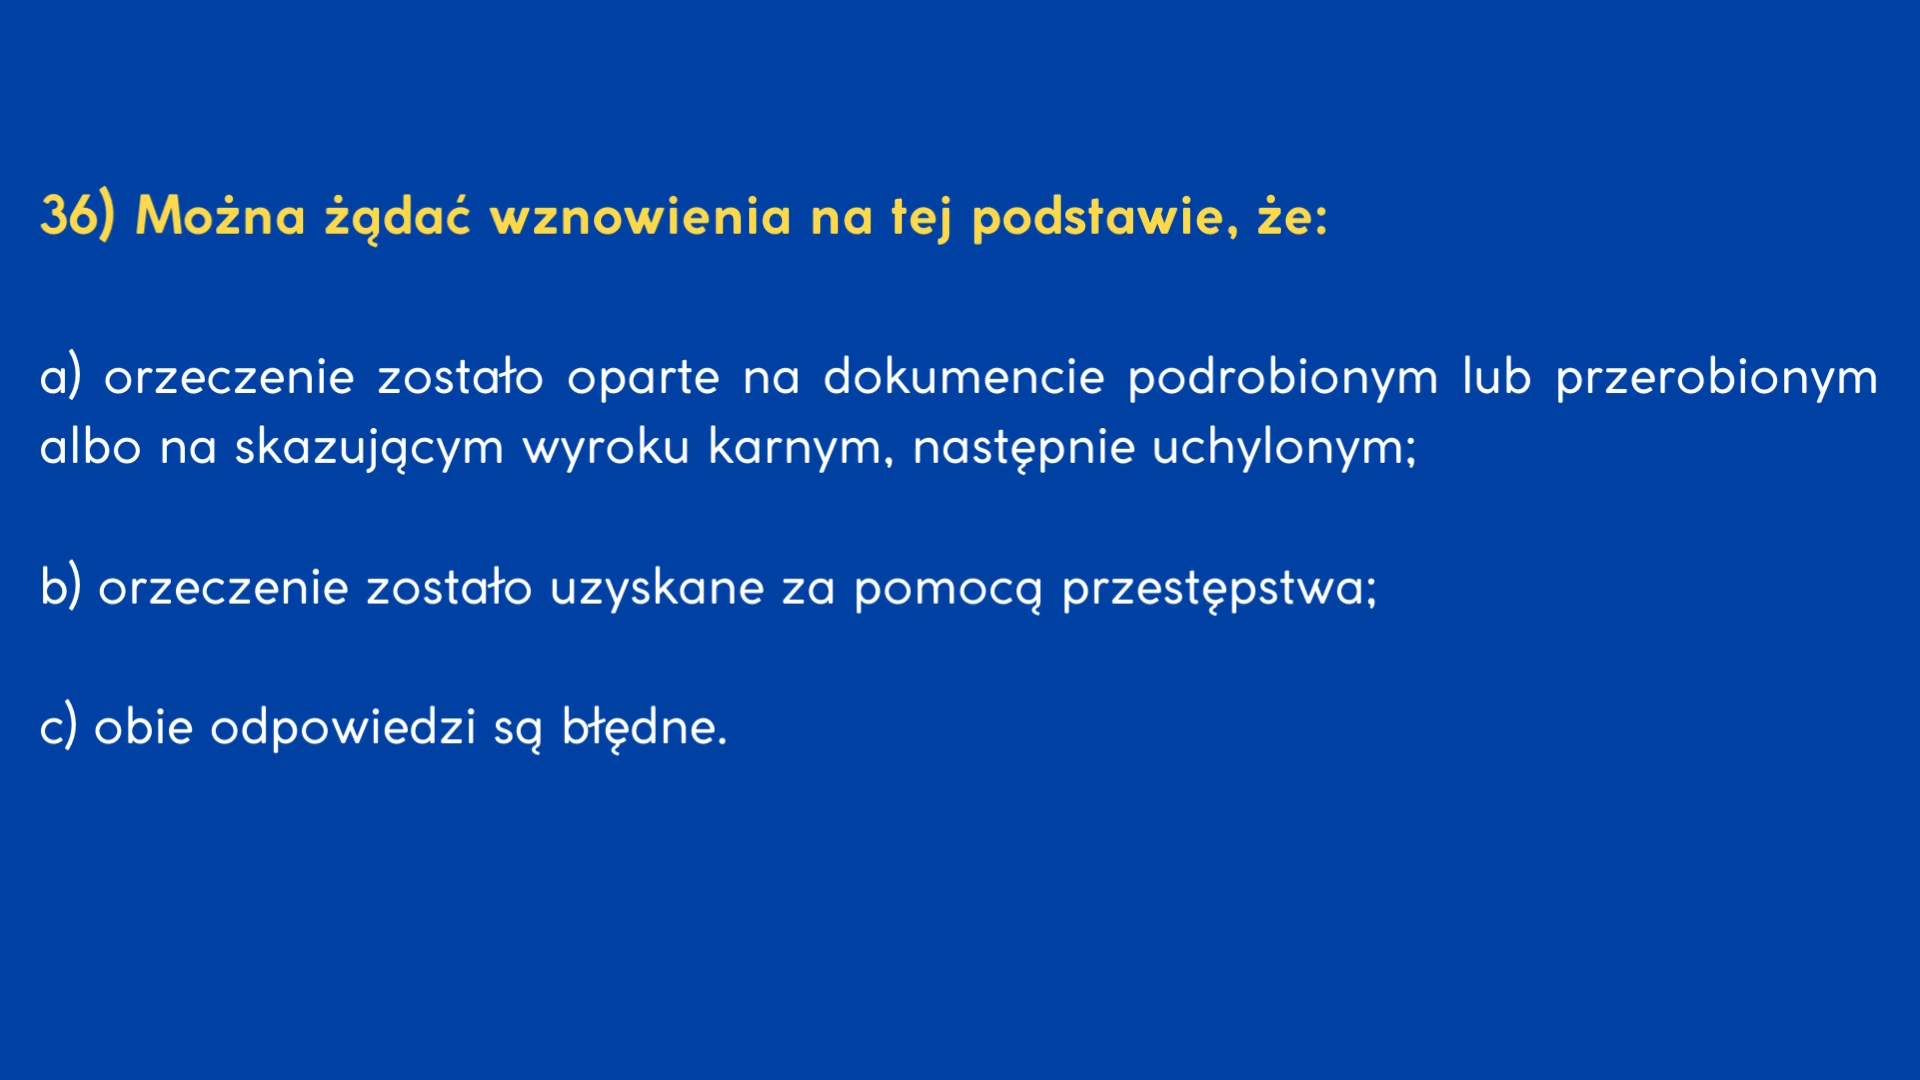 36) Można żądać wznowienia na tej podstawie, że:
a) orzeczenie zostało oparte na dokumencie podrobionym lub przerobionym
albo na skazującym wyroku karnym, następnie uchylonym;
b) orzeczenie zostało uzyskane za pomocą przestępstwa;
c) obie odpowiedzi są błędne.